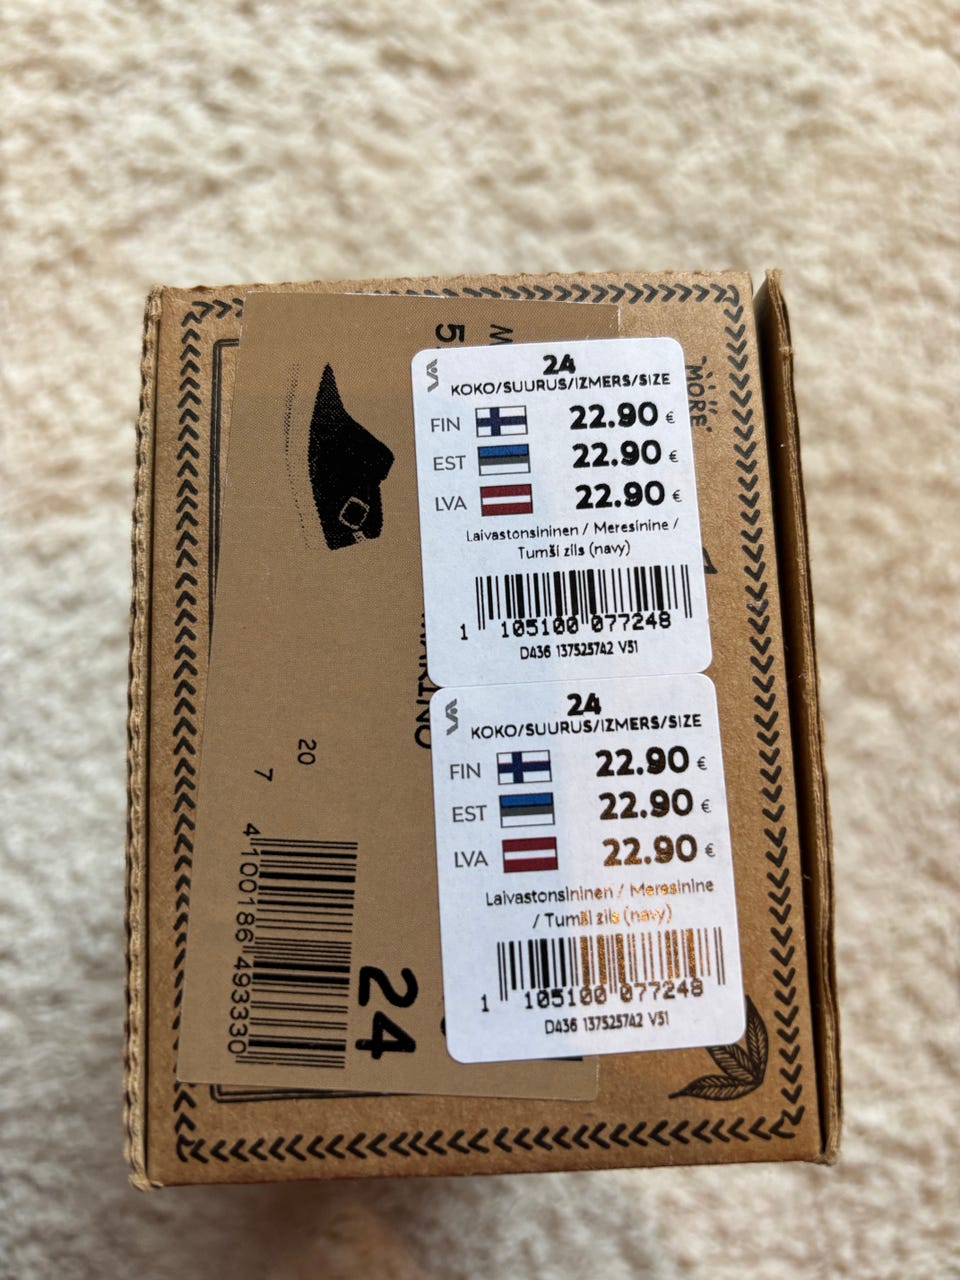 24
KOKO/SUURUS/IZMERS/SIZE
FIN 22.90 €
EST 22.90 €
LVA 22.90 €
Laivastonsininen / Meresinine /
Tumši zils (navy)
1 105100 077248
D436 137525742 V51
24
KOKO/SUURUS/IZMERS/SIZE
FIN 22.90 €
EST 22.90 €
LVA 22.90 €
Laivastonsininen / Meresinine
/ Tumši zils (navy)
1 105100 077248
D436 137525742 V51
"MÖRE"
5.
20
7
4 100186 493330
24